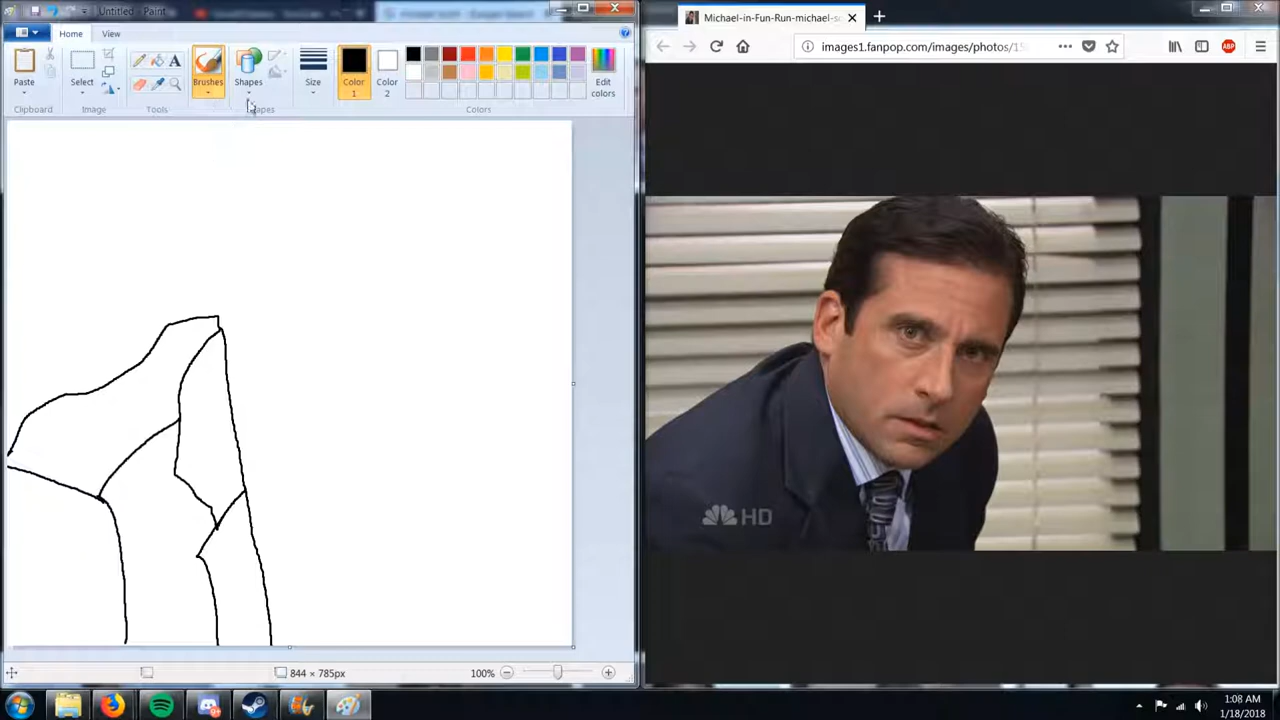 Untitled - Paint
Michael-in-Fun-Run-michael-s
Home View
images1.fanpop.com/images/photos/1
Paste
Select
Brushes
Shapes
Size
Color 1
Color 2
Edit colors
Clipboard
Image
Tools
Colors
ABP
HD
844 × 785px
100%
1:08 AM
1/18/2018